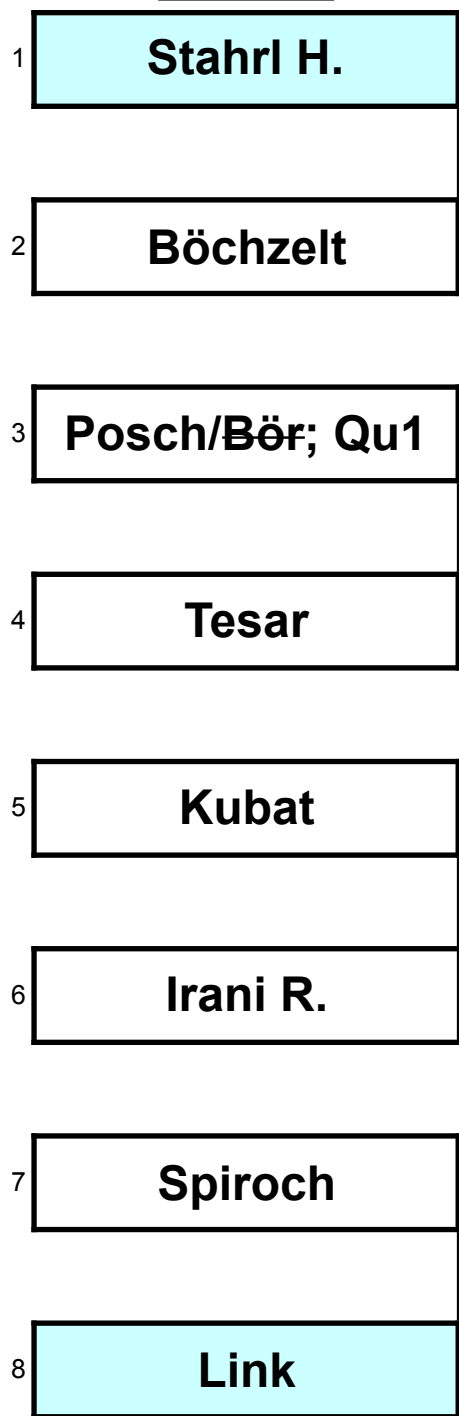 1 Stahrl H.
2 Böchzelt
3 Posch/Bör; Qu1
4 Tesar
5 Kubat
6 Irani R.
7 Spiroch
8 Link